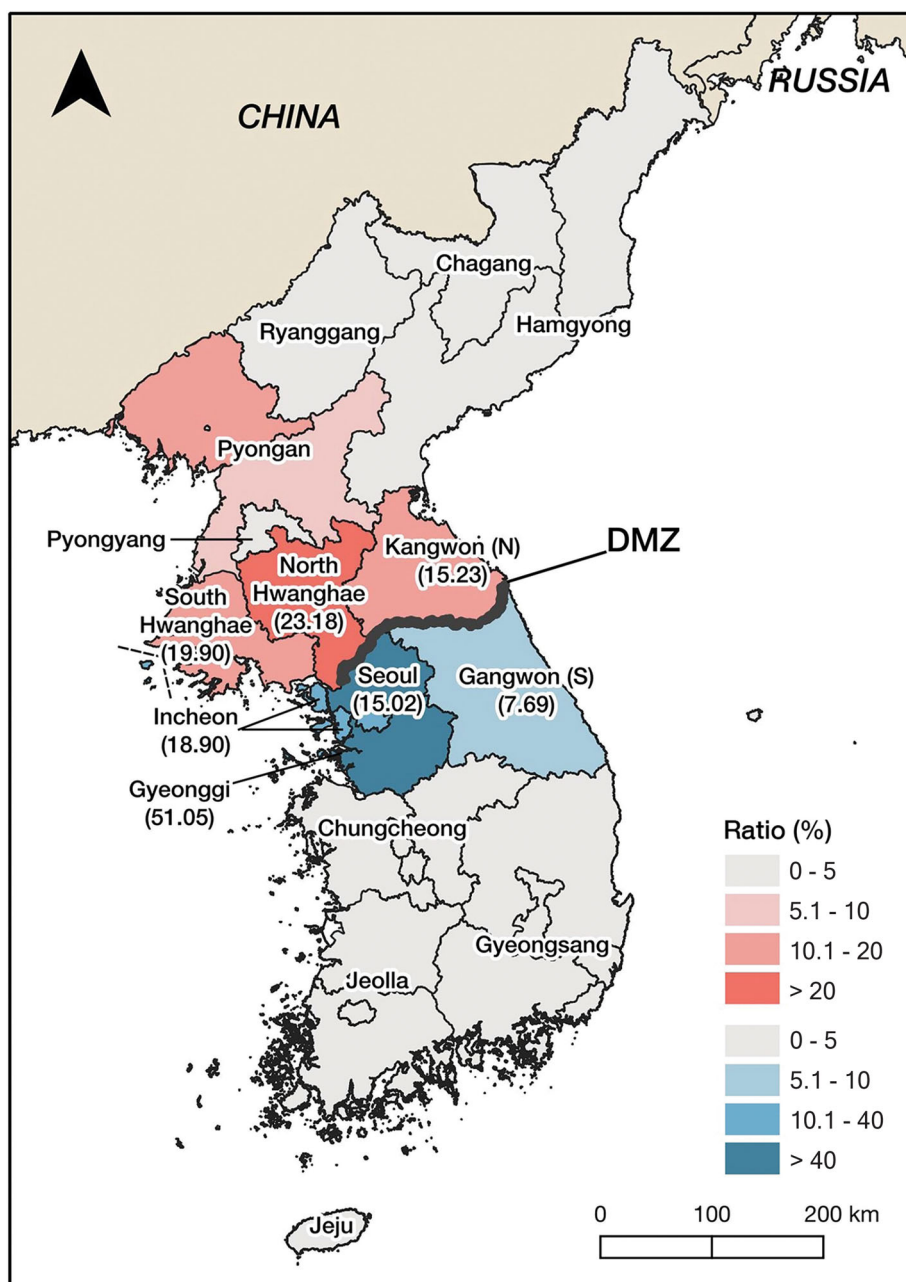 CHINA
RUSSIA
Chagang
Ryanggang
Hamgyong
Pyongan
Pyongyang
Kangwon (N)
(15.23)
DMZ
North
Hwanghae
(23.18)
South
Hwanghae
(19.90)
Seoul
(15.02)
Gangwon (S)
(7.69)
Incheon
(18.90)
Gyeonggi
(51.05)
Chungcheong
Gyeongsang
Jeolla
Jeju
Ratio (%)
0 - 5
5.1 - 10
10.1 - 20
> 20
0 - 5
5.1 - 10
10.1 - 40
> 40
0 100 200 km